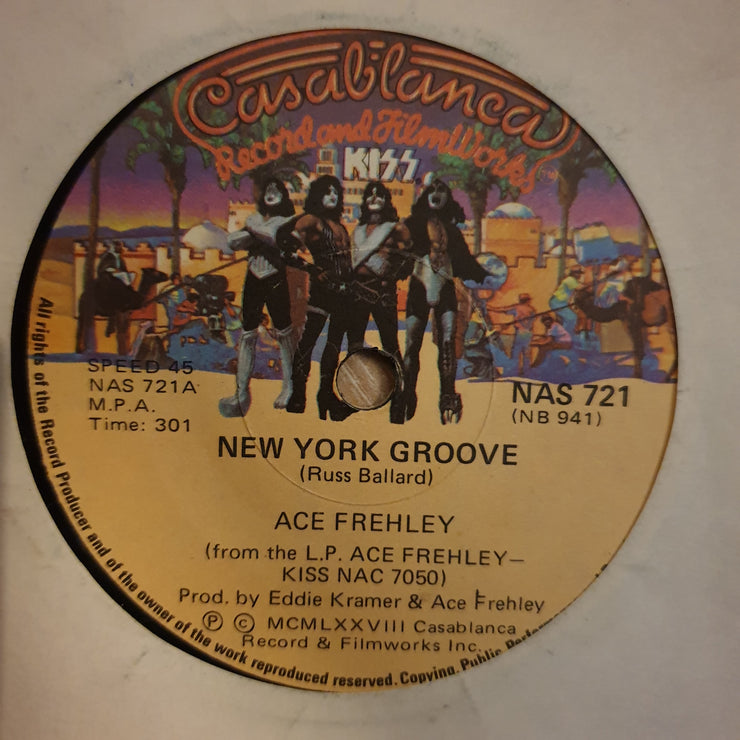 Casablanca
Record and FilmWorks
KISS
SPEED 45
NAS 721A
M.P.A.
Time: 301
NAS 721
(NB 941)
NEW YORK GROOVE
(Russ Ballard)
ACE FREHLEY
(from the L.P. ACE FREHLEY—
KISS NAC 7050)
Prod. by Eddie Kramer & Ace Frehley
Ⓟ © MCMLXXVIII Casablanca
Record & Filmworks Inc.
All rights of the Record Producer and of the owner of the work reproduced reserved. Copying, Public